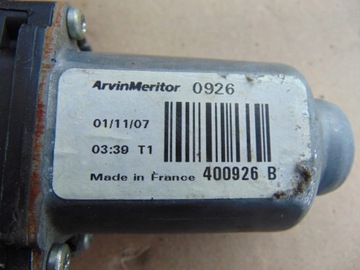 ArvinMeritor 0926
01/11/07
03:39 T1
Made in France 400926 B